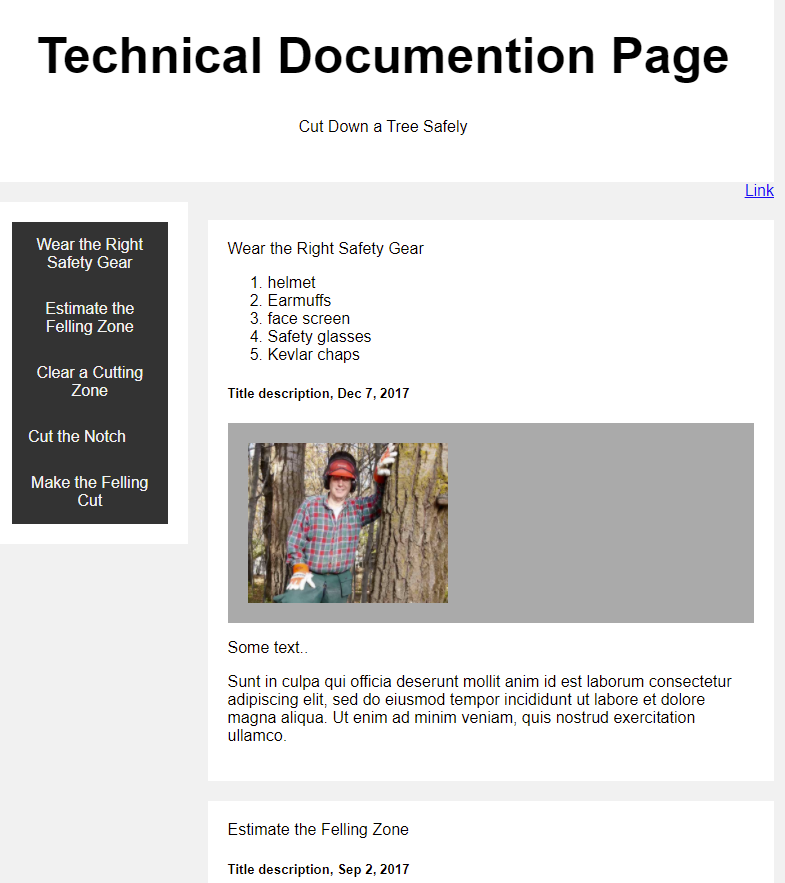 Technical Documention Page
Cut Down a Tree Safely
Link
Wear the Right
Safety Gear
Estimate the
Felling Zone
Clear a Cutting
Zone
Cut the Notch
Make the Felling
Cut
Wear the Right Safety Gear
1. helmet
2. Earmuffs
3. face screen
4. Safety glasses
5. Kevlar chaps
Title description, Dec 7, 2017
Some text..
Sunt in culpa qui officia deserunt mollit anim id est laborum consectetur
adipiscing elit, sed do eiusmod tempor incididunt ut labore et dolore
magna aliqua. Ut enim ad minim veniam, quis nostrud exercitation
ullamco.
Estimate the Felling Zone
Title description, Sep 2, 2017